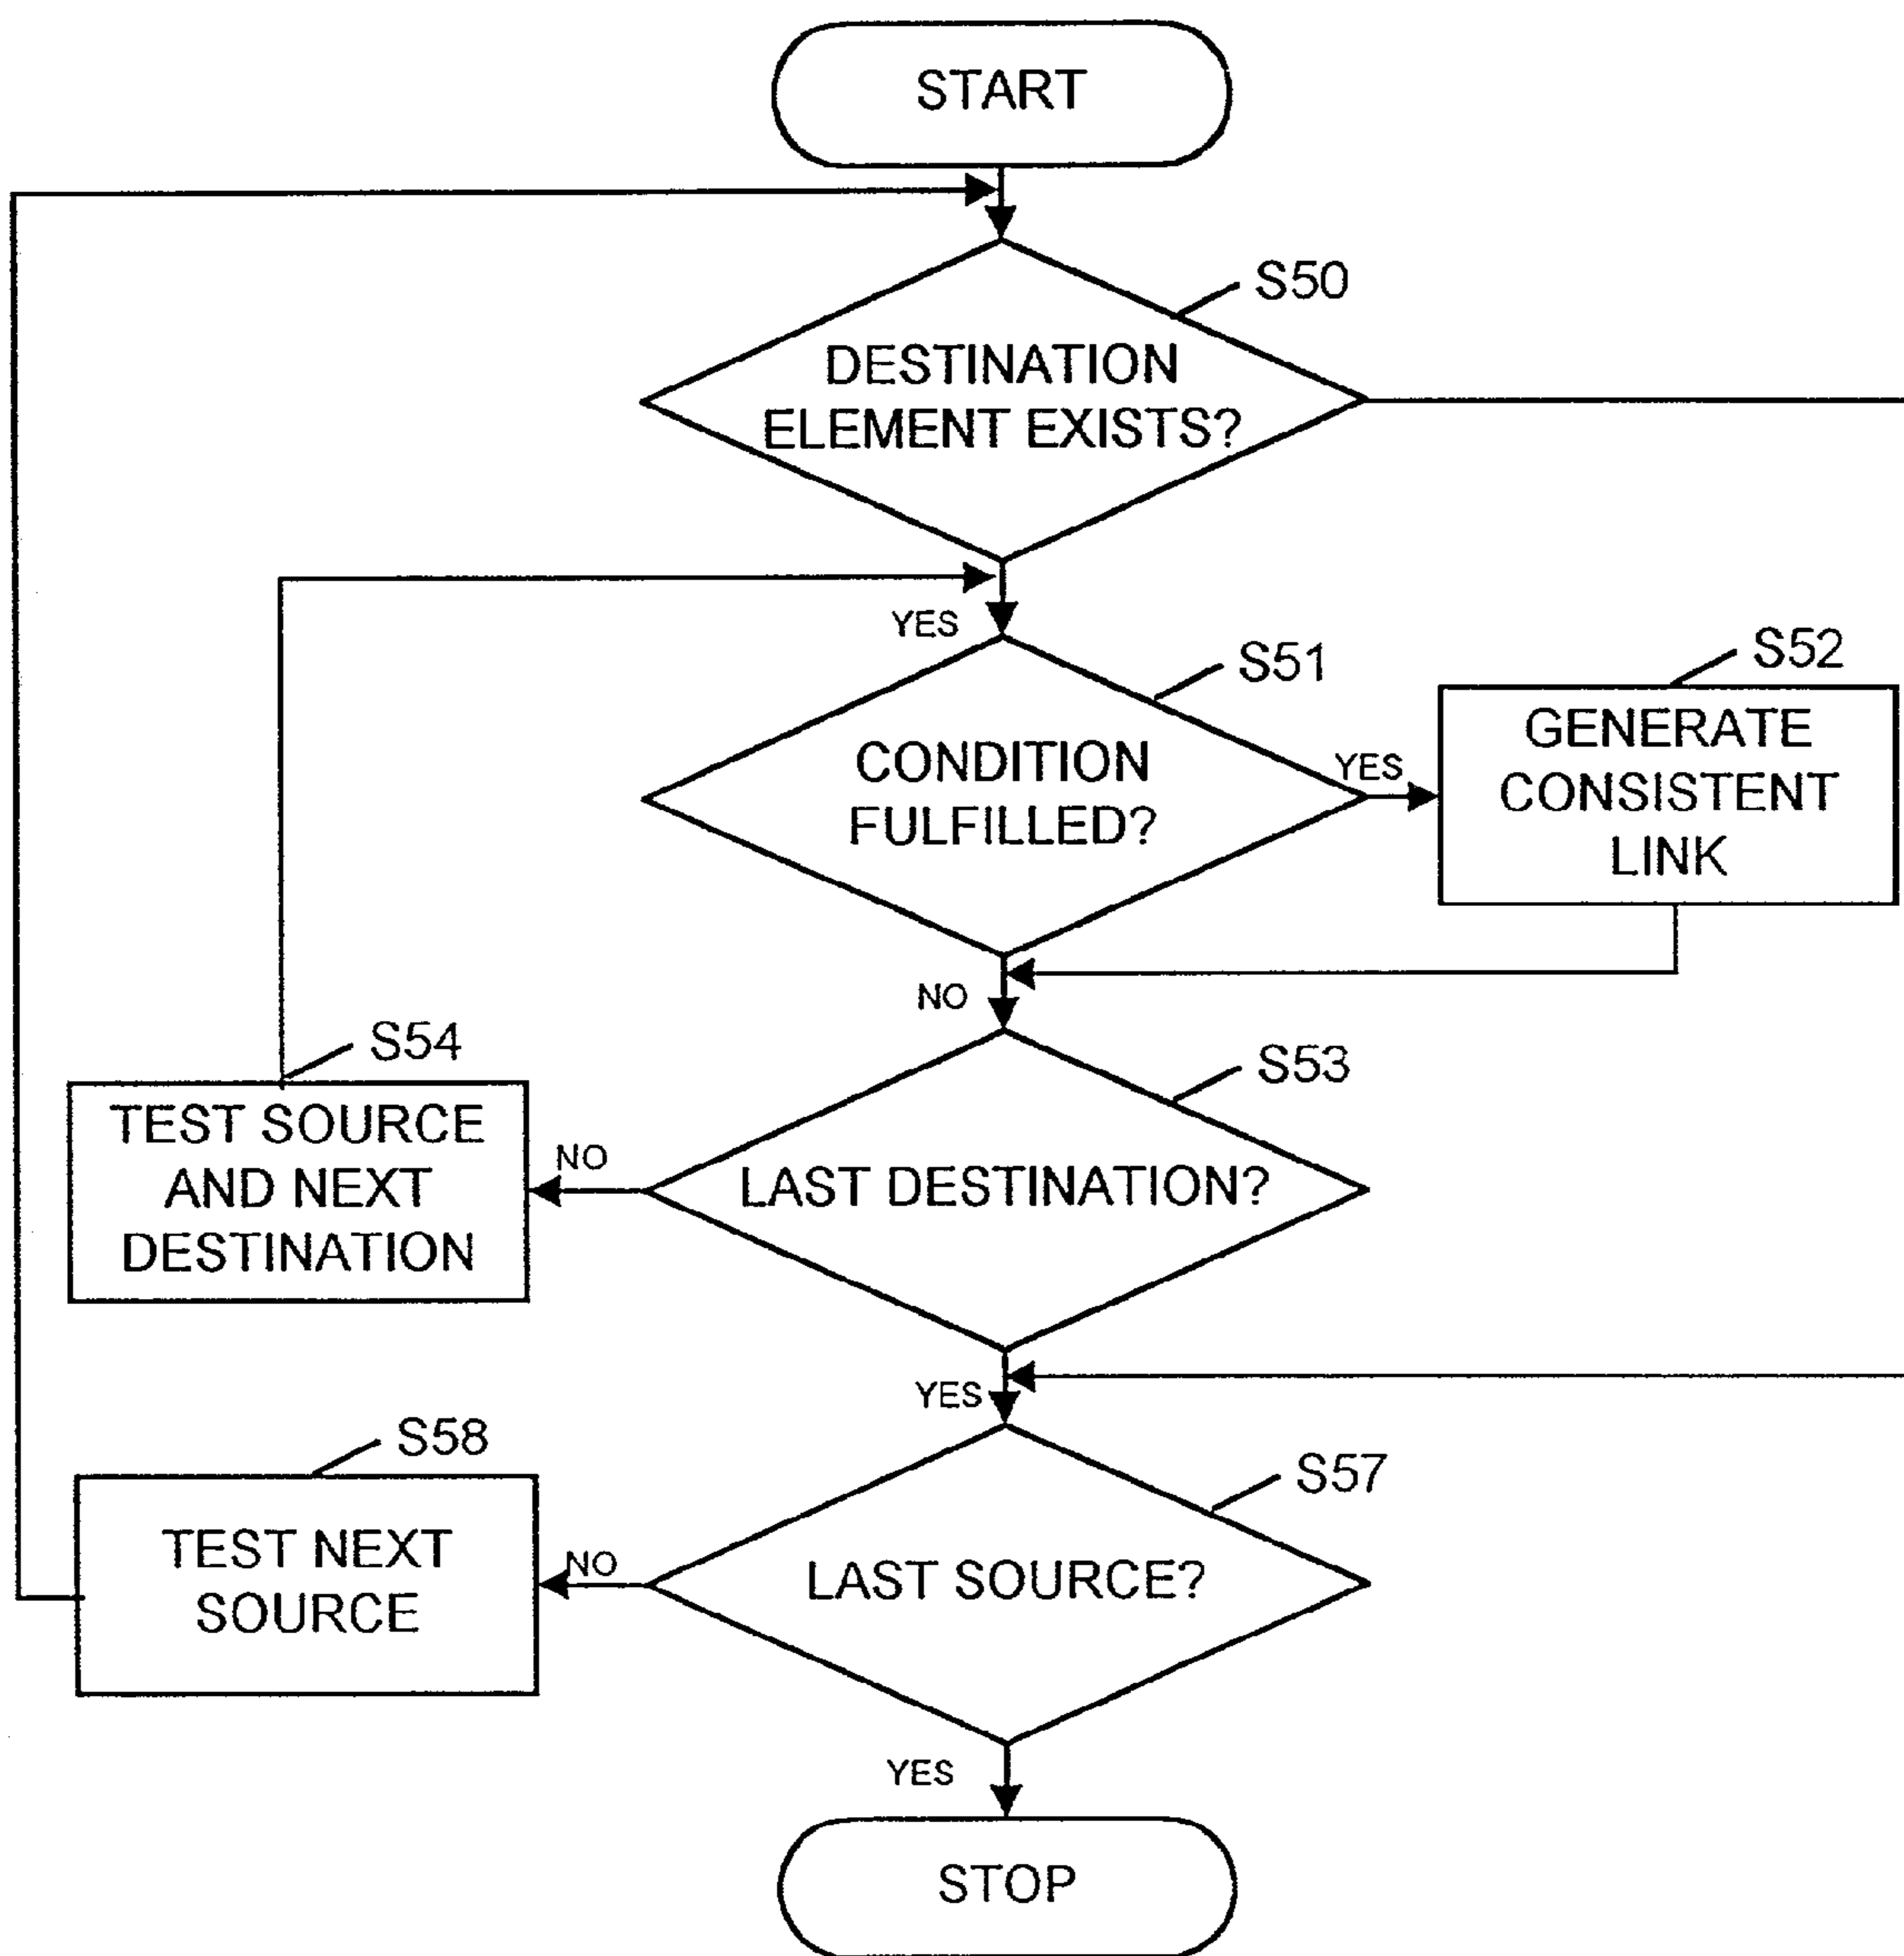 START
S50
DESTINATION
ELEMENT EXISTS?
YES
S51
CONDITION
FULFILLED?
YES
S52
GENERATE
CONSISTENT
LINK
NO
S53
LAST DESTINATION?
NO
S54
TEST SOURCE
AND NEXT
DESTINATION
YES
S57
LAST SOURCE?
NO
S58
TEST NEXT
SOURCE
YES
STOP